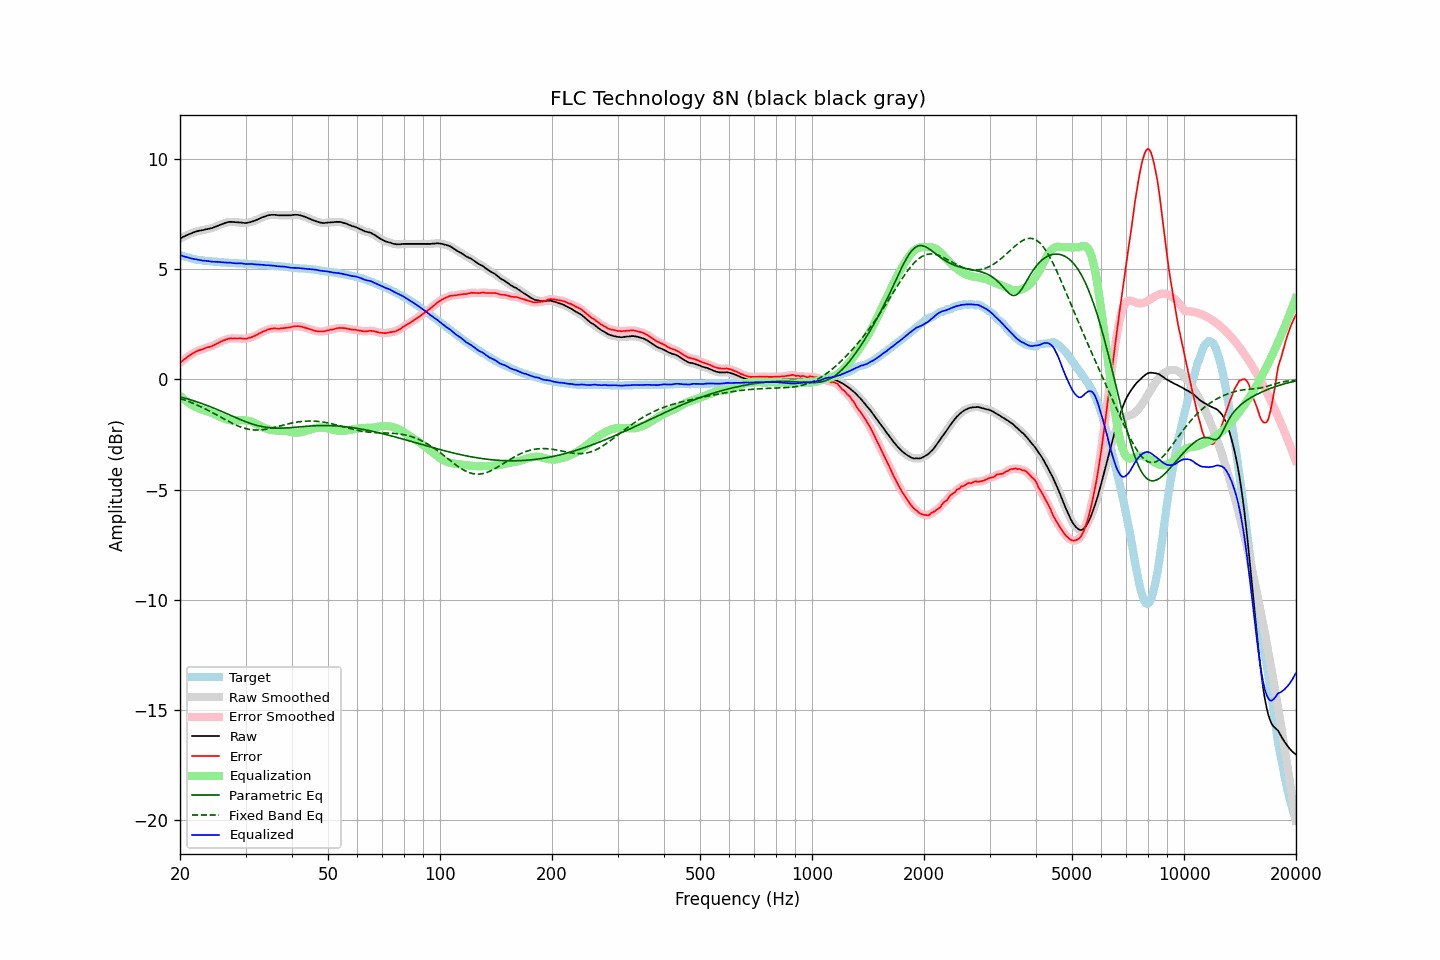 FLC Technology 8N (black black gray)
10
5
0
−5
−10
−15
−20
Amplitude (dBr)
Target
Raw Smoothed
Error Smoothed
Raw
Error
Equalization
Parametric Eq
Fixed Band Eq
Equalized
20 50 100 200 500 1000 2000 5000 10000 20000
Frequency (Hz)